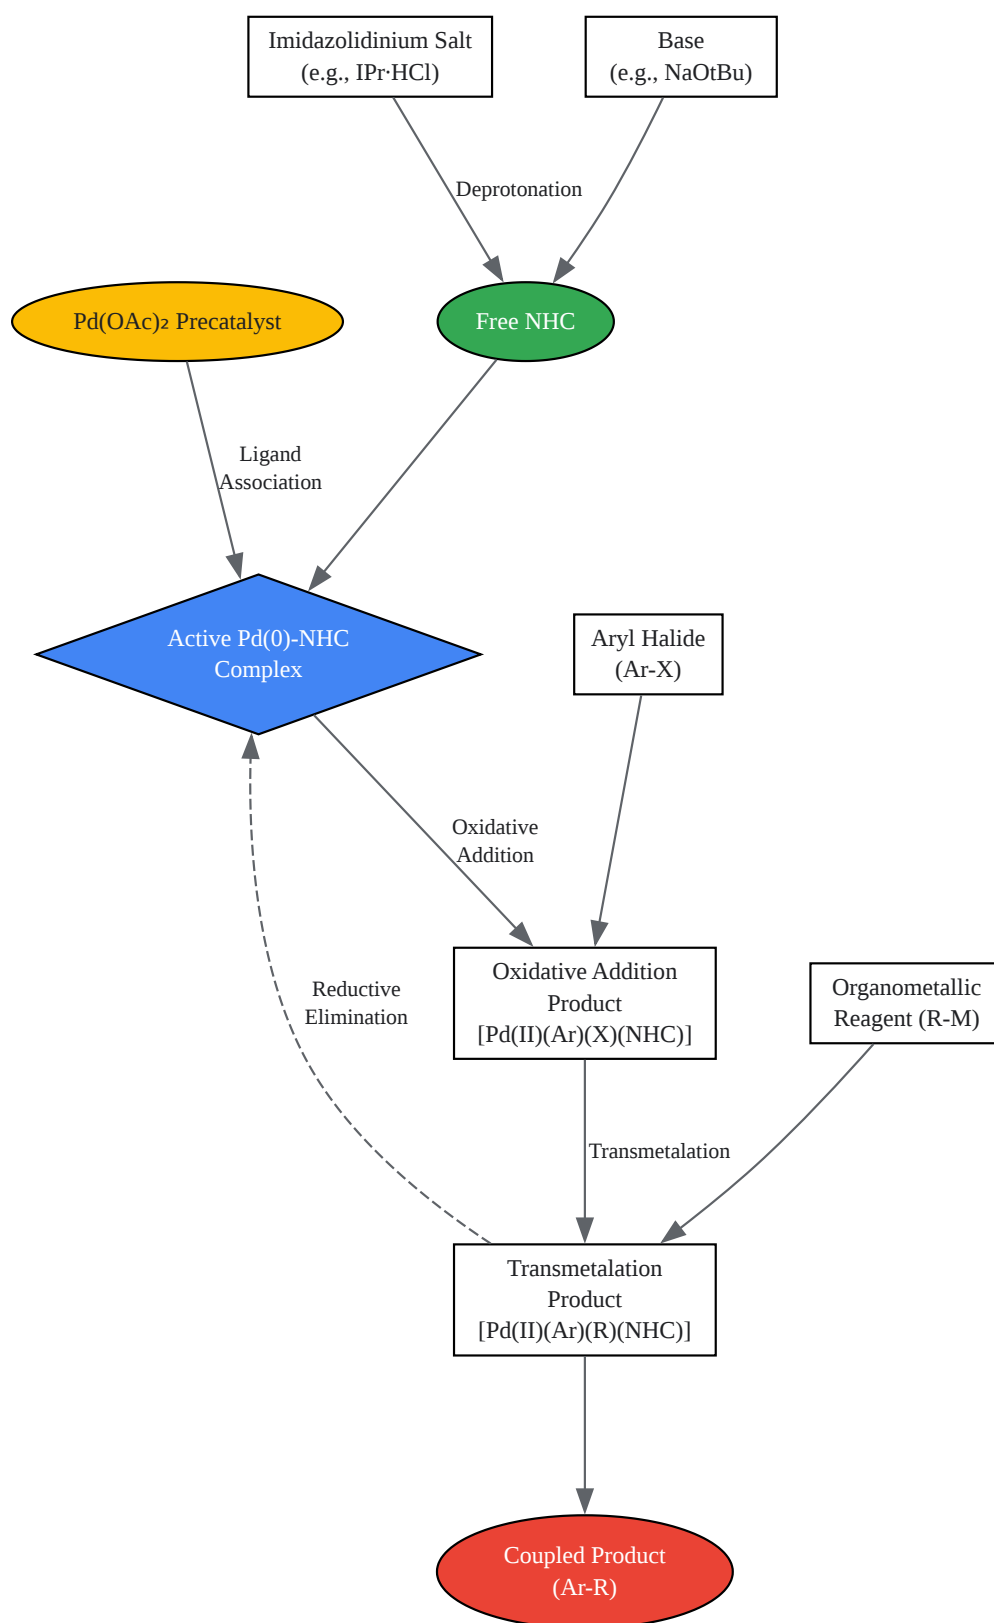 Imidazolidinium Salt
(e.g., IPr·HCl)
Base
(e.g., NaOtBu)
Deprotonation
Pd(OAc)₂ Precatalyst
Free NHC
Ligand
Association
Active Pd(0)-NHC
Complex
Aryl Halide
(Ar-X)
Oxidative
Addition
Oxidative Addition
Product
[Pd(II)(Ar)(X)(NHC)]
Organometallic
Reagent (R-M)
Reductive
Elimination
Transmetalation
Transmetalation
Product
[Pd(II)(Ar)(R)(NHC)]
Coupled Product
(Ar-R)